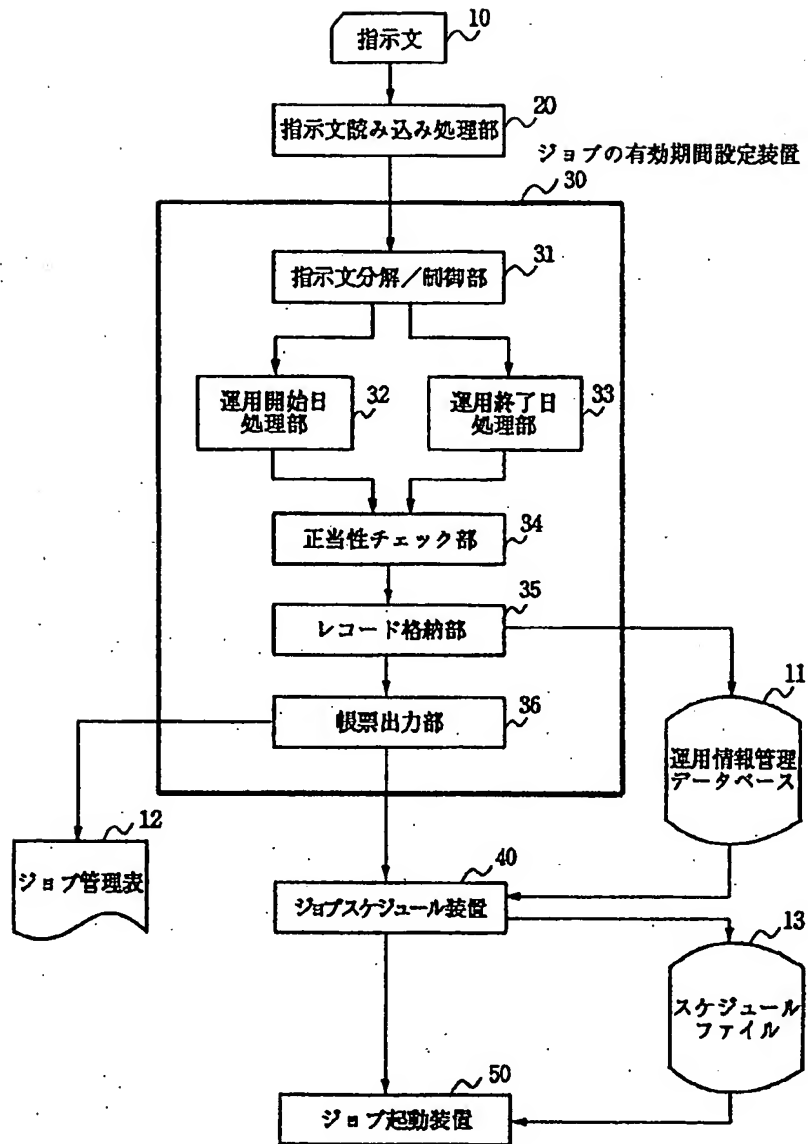 10
指示文
20
指示文読み込み処理部
ジョブの有効期間設定装置
30
31
指示文分解／制御部
32
運用開始日
処理部
33
運用終了日
処理部
34
正当性チェック部
35
レコード格納部
36
帳票出力部
11
運用情報管理
データベース
12
ジョブ管理表
40
ジョブスケジュール装置
13
スケジュール
ファイル
50
ジョブ起動装置